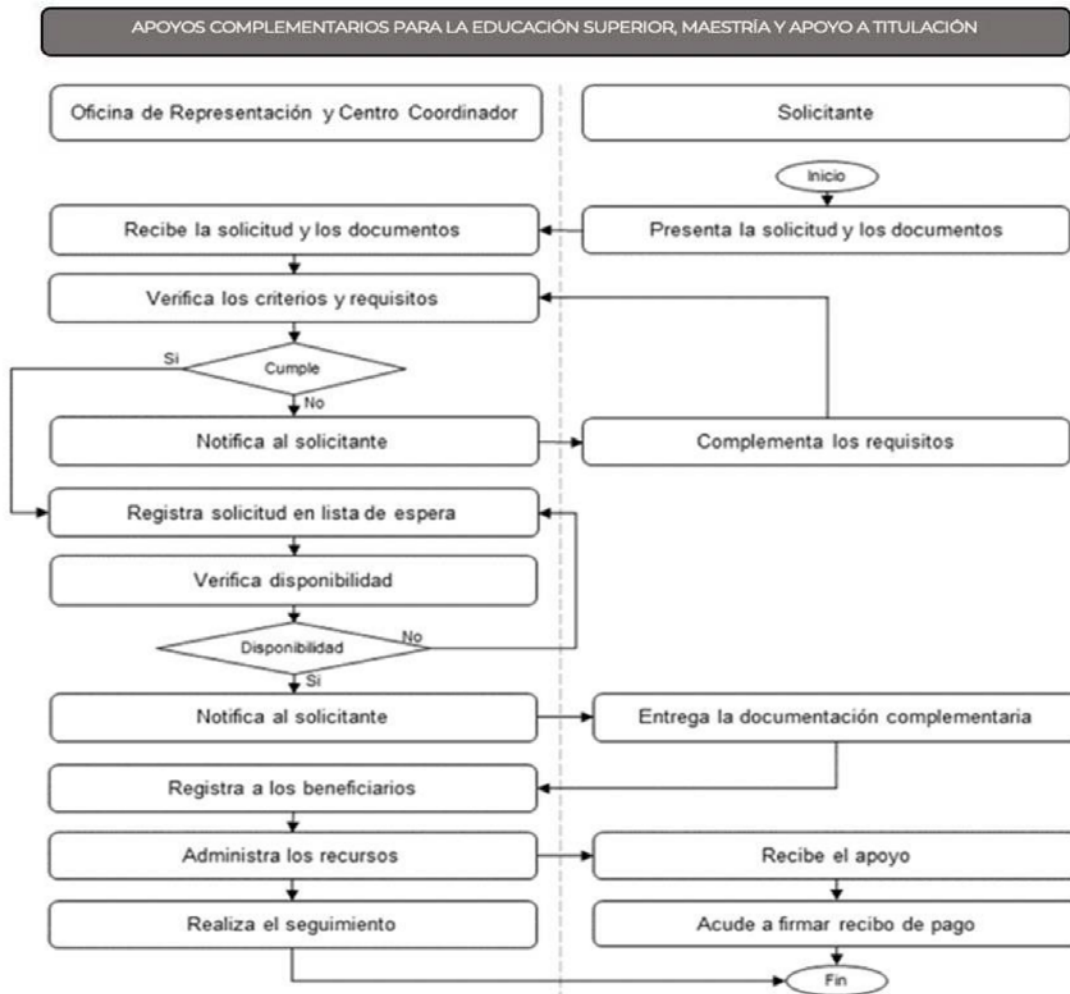 APOYOS COMPLEMENTARIOS PARA LA EDUCACIÓN SUPERIOR, MAESTRÍA Y APOYO A TITULACIÓN
Oficina de Representación y Centro Coordinador
Solicitante
Inicio
Recibe la solicitud y los documentos
Presenta la solicitud y los documentos
Verifica los criterios y requisitos
Si
Cumple
No
Notifica al solicitante
Complementa los requisitos
Registra solicitud en lista de espera
Verifica disponibilidad
Disponibilidad
No
Si
Notifica al solicitante
Entrega la documentación complementaria
Registra a los beneficiarios
Administra los recursos
Recibe el apoyo
Realiza el seguimiento
Acude a firmar recibo de pago
Fin